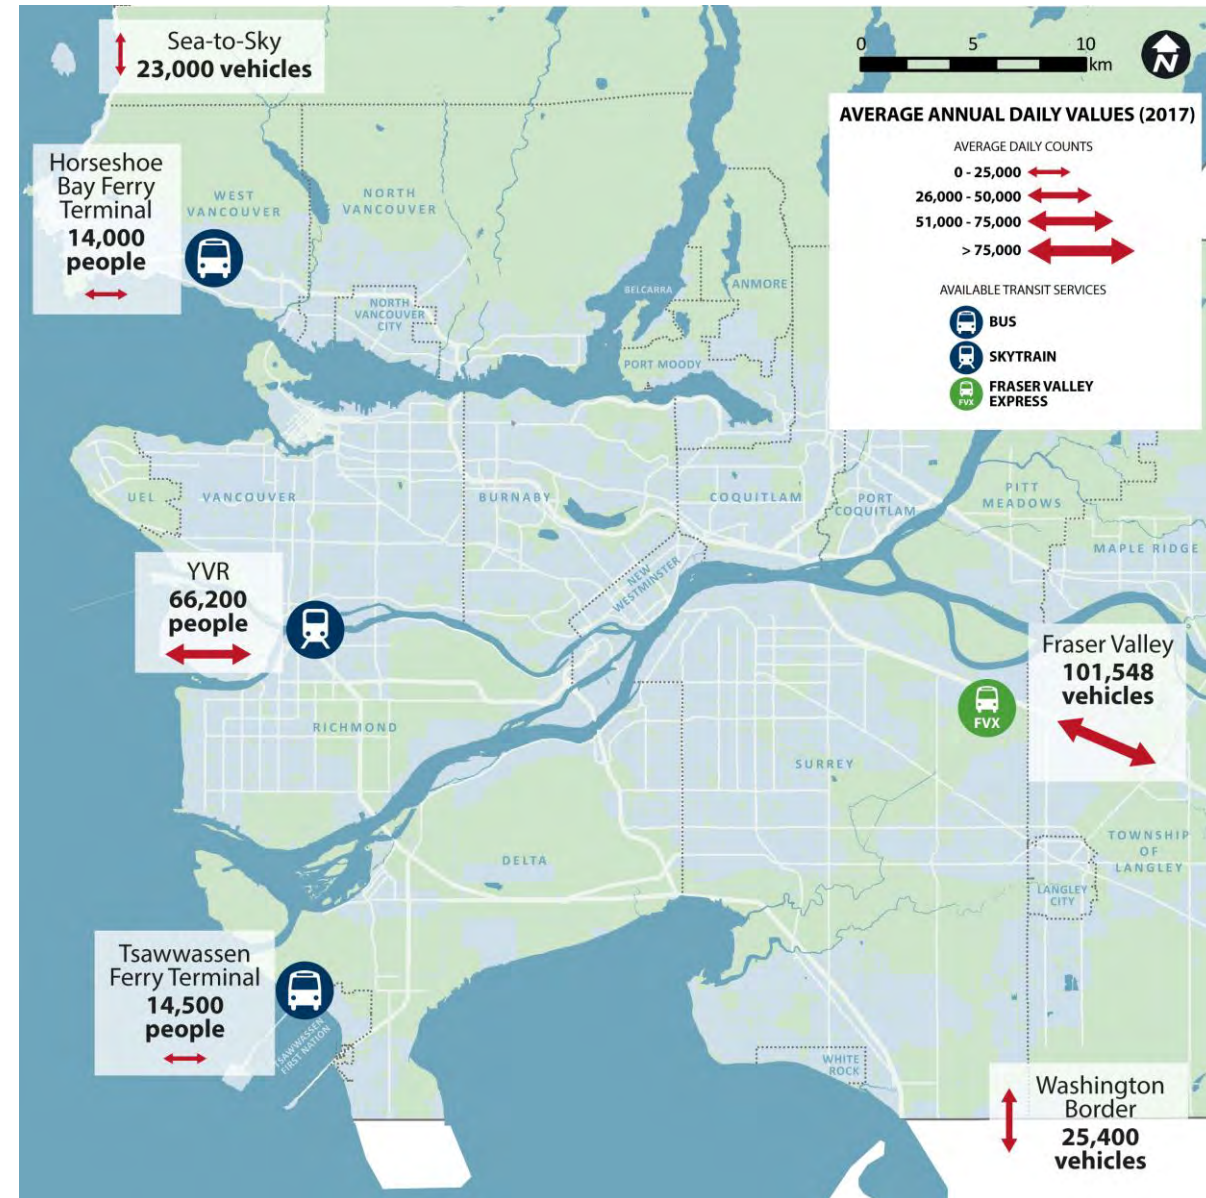 Sea-to-Sky
23,000 vehicles
0 5 10
km
N
AVERAGE ANNUAL DAILY VALUES (2017)
AVERAGE DAILY COUNTS
0 - 25,000
26,000 - 50,000
51,000 - 75,000
> 75,000
AVAILABLE TRANSIT SERVICES
BUS
SKYTRAIN
FVX
FRASER VALLEY
EXPRESS
Horseshoe
Bay Ferry
Terminal
14,000
people
WEST
VANCOUVER
NORTH
VANCOUVER
NORTH
VANCOUVER
CITY
BELCARRA
ANMORE
PORT MOODY
UEL
VANCOUVER
BURNABY
COQUITLAM
PORT
COQUITLAM
PITT
MEADOWS
MAPLE RIDGE
NEW
WESTMINSTER
YVR
66,200
people
Fraser Valley
101,548
vehicles
FVX
RICHMOND
SURREY
DELTA
TOWNSHIP
OF
LANGLEY
LANGLEY
CITY
Tsawwassen
Ferry Terminal
14,500
people
TSAWWASSEN
FIRST NATION
WHITE
ROCK
Washington
Border
25,400
vehicles